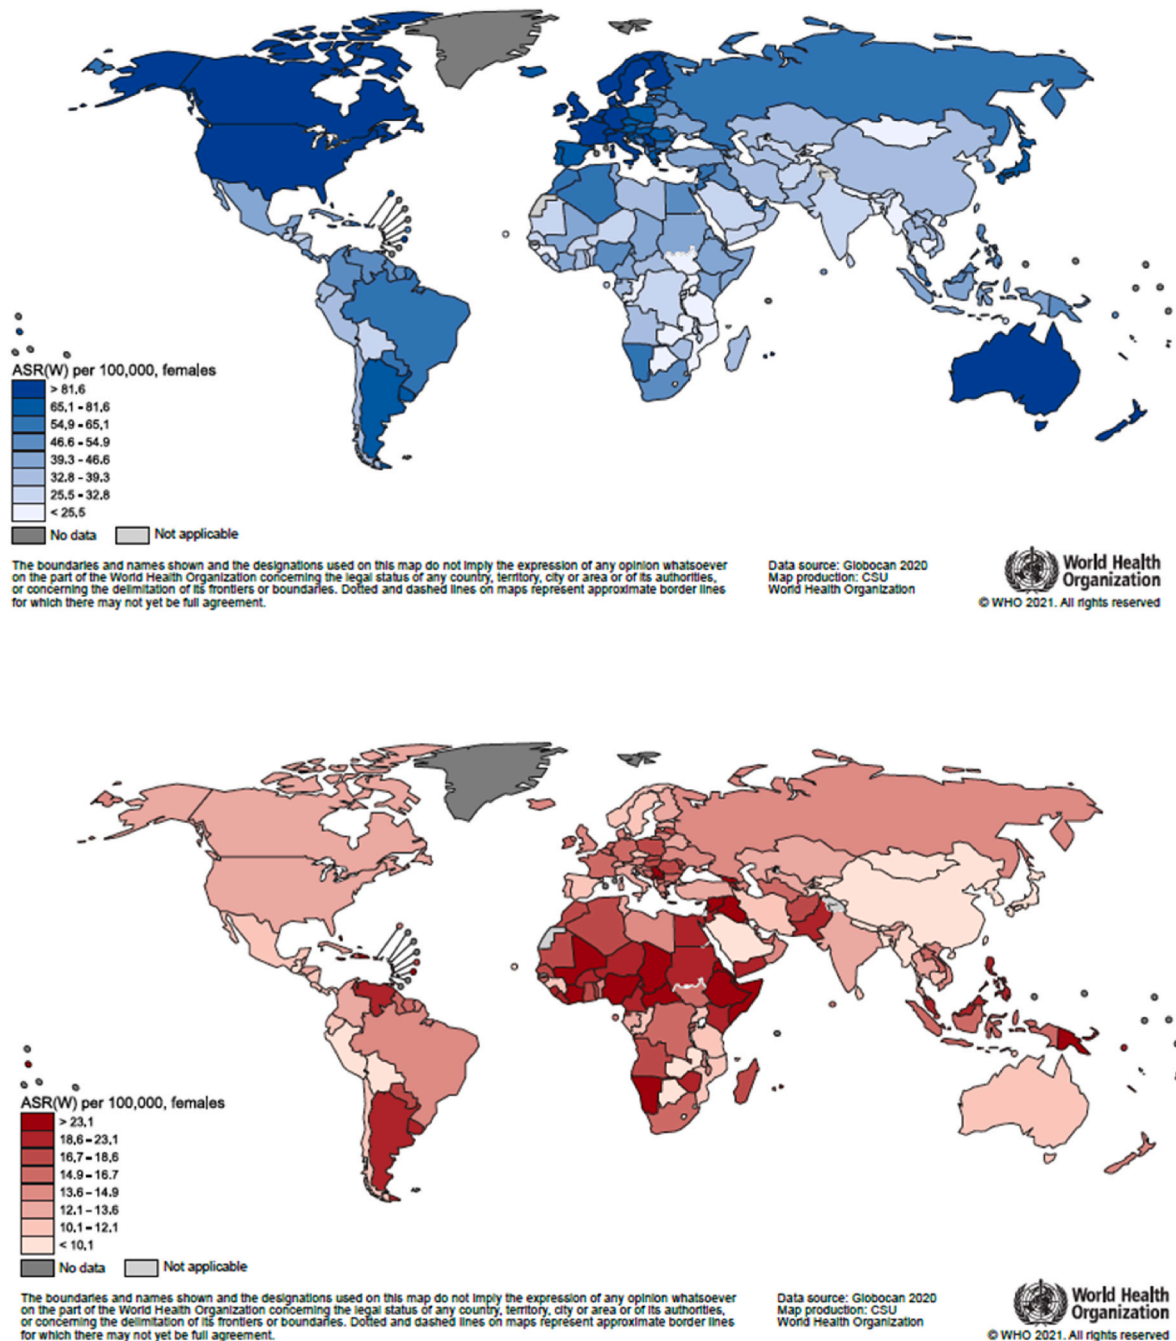 ASR(W) per 100,000, females
> 81,6
65,1 – 81,6
54,9 – 65,1
46,6 – 54,9
39,3 – 46,6
32,8 – 39,3
25,5 – 32,8
< 25,5
No data Not applicable
The boundaries and names shown and the designations used on this map do not imply the expression of any opinion whatsoever
on the part of the World Health Organization concerning the legal status of any country, territory, city or area or of its authorities,
or concerning the delimitation of its frontiers or boundaries. Dotted and dashed lines on maps represent approximate border lines
for which there may not yet be full agreement.
Data source: Globocan 2020
Map production: CSU
World Health Organization
World Health
Organization
© WHO 2021. All rights reserved
ASR(W) per 100,000, females
> 23,1
18,6 – 23,1
16,7 – 18,6
14,9 – 16,7
13,6 – 14,9
12,1 – 13,6
10,1 – 12,1
< 10,1
No data Not applicable
The boundaries and names shown and the designations used on this map do not imply the expression of any opinion whatsoever
on the part of the World Health Organization concerning the legal status of any country, territory, city or area or of its authorities,
or concerning the delimitation of its frontiers or boundaries. Dotted and dashed lines on maps represent approximate border lines
for which there may not yet be full agreement.
Data source: Globocan 2020
Map production: CSU
World Health Organization
World Health
Organization
© WHO 2021. All rights reserved